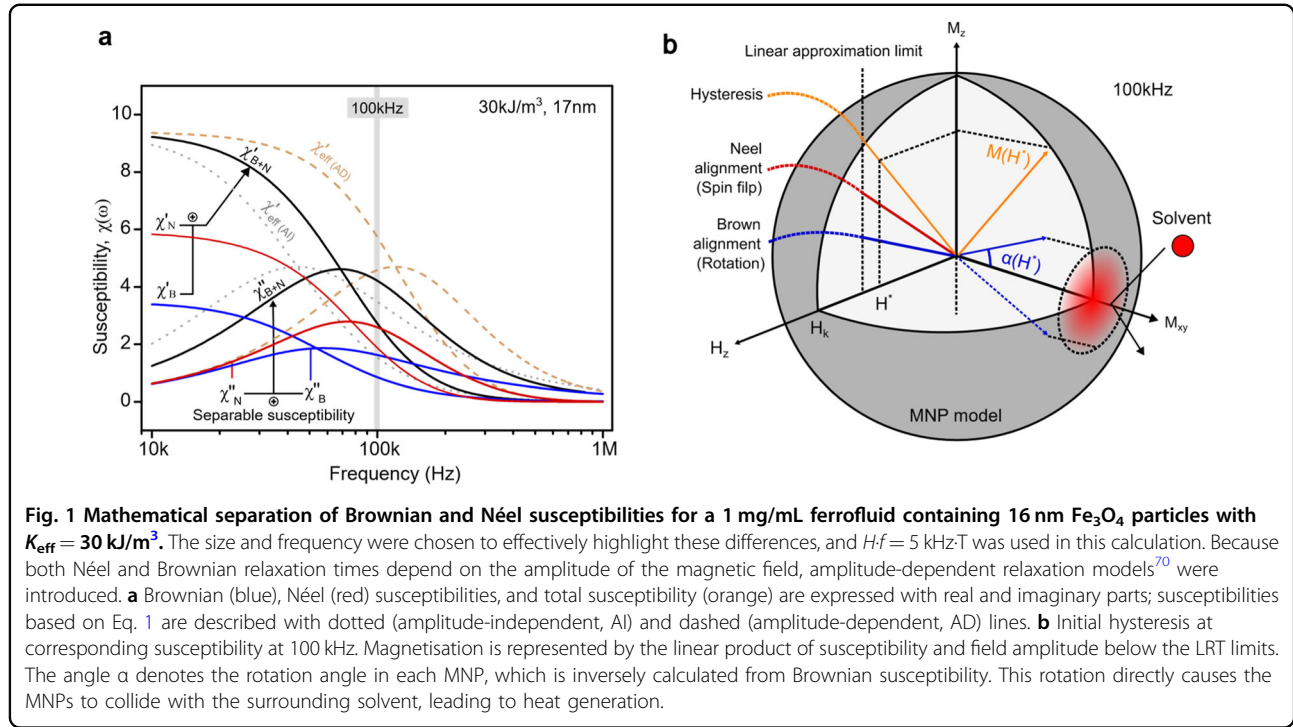 a
10
8
6
4
2
0
Susceptibility, χ(ω)
100kHz
30kJ/m³, 17nm
χ'B+N
χ'eff(AD)
χ'eff(AI)
χ'N
⊕
χ'B
χ''B+N
χ''N
⊕
χ''B
Separable susceptibility
10k
100k
1M
Frequency (Hz)
b
Mz
Linear approximation limit
100kHz
Hysteresis
Neel
alignment
(Spin filp)
Brown
alignment
(Rotation)
M(H*)
α(H*)
Solvent
H*
Hk
Hz
Mxy
MNP model
Fig. 1 Mathematical separation of Brownian and Néel susceptibilities for a 1 mg/mL ferrofluid containing 16 nm Fe₃O₄ particles with
Keff = 30 kJ/m³. The size and frequency were chosen to effectively highlight these differences, and H·f = 5 kHz·T was used in this calculation. Because
both Néel and Brownian relaxation times depend on the amplitude of the magnetic field, amplitude-dependent relaxation models⁷⁰ were
introduced. a Brownian (blue), Néel (red) susceptibilities, and total susceptibility (orange) are expressed with real and imaginary parts; susceptibilities
based on Eq. 1 are described with dotted (amplitude-independent, AI) and dashed (amplitude-dependent, AD) lines. b Initial hysteresis at
corresponding susceptibility at 100 kHz. Magnetisation is represented by the linear product of susceptibility and field amplitude below the LRT limits.
The angle α denotes the rotation angle in each MNP, which is inversely calculated from Brownian susceptibility. This rotation directly causes the
MNPs to collide with the surrounding solvent, leading to heat generation.